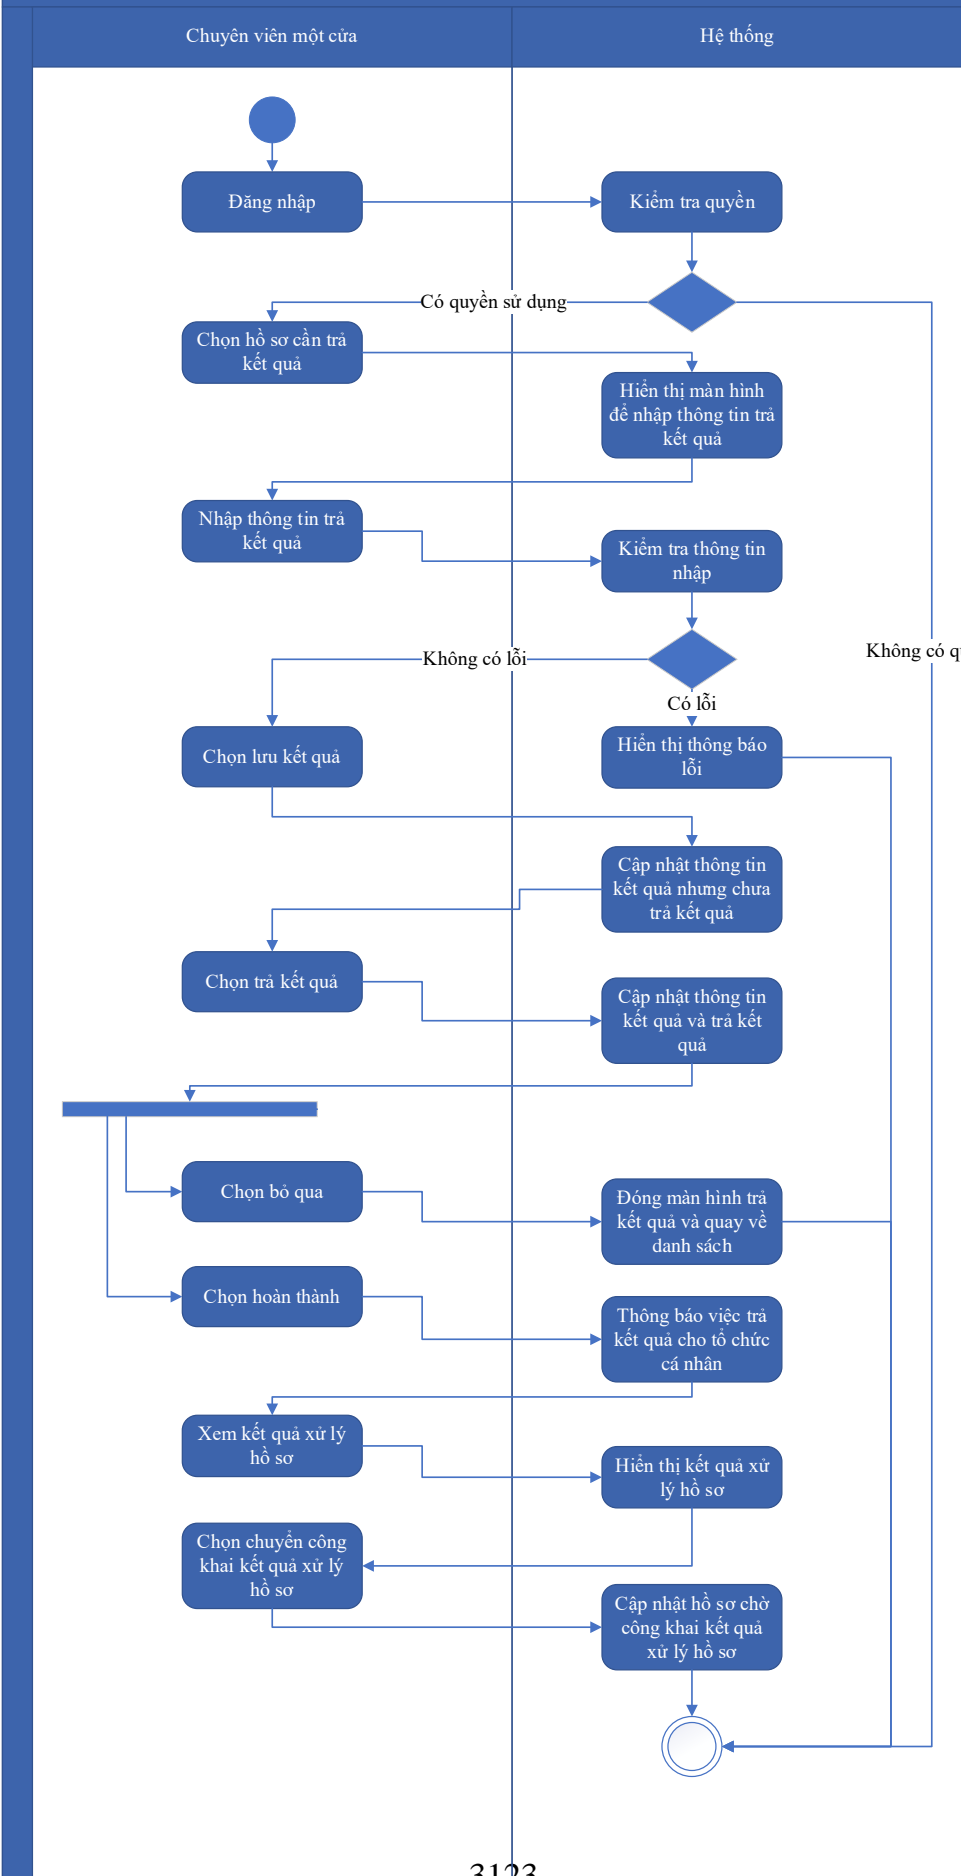 Chuyên viên một cửa
Hệ thống
Đăng nhập
Kiểm tra quyền
Có quyền sử dụng
Chọn hồ sơ cần trả
kết quả
Hiển thị màn hình
để nhập thông tin trả
kết quả
Nhập thông tin trả
kết quả
Kiểm tra thông tin
nhập
Không có lỗi
Không có
Có lỗi
Chọn lưu kết quả
Hiển thị thông báo
lỗi
Cập nhật thông tin
kết quả nhưng chưa
trả kết quả
Chọn trả kết quả
Cập nhật thông tin
kết quả và trả kết
quả
Chọn bỏ qua
Đóng màn hình trả
kết quả và quay về
danh sách
Chọn hoàn thành
Thông báo việc trả
kết quả cho tổ chức
cá nhân
Xem kết quả xử lý
hồ sơ
Hiển thị kết quả xử
lý hồ sơ
Chọn chuyển công
khai kết quả xử lý
hồ sơ
Cập nhật hồ sơ chờ
công khai kết quả
xử lý hồ sơ
3123